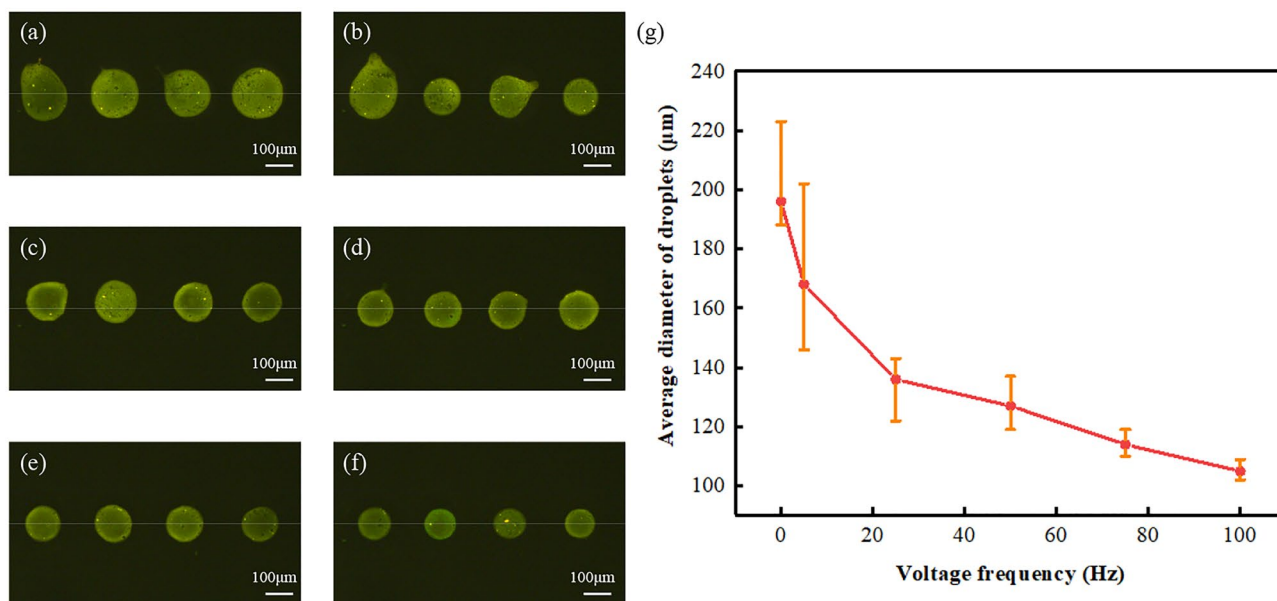 (a)
100μm
(b)
100μm
(c)
100μm
(d)
100μm
(e)
100μm
(f)
100μm
(g)
Average diameter of droplets (μm)
240
220
200
180
160
140
120
100
0
20
40
60
80
100
Voltage frequency (Hz)